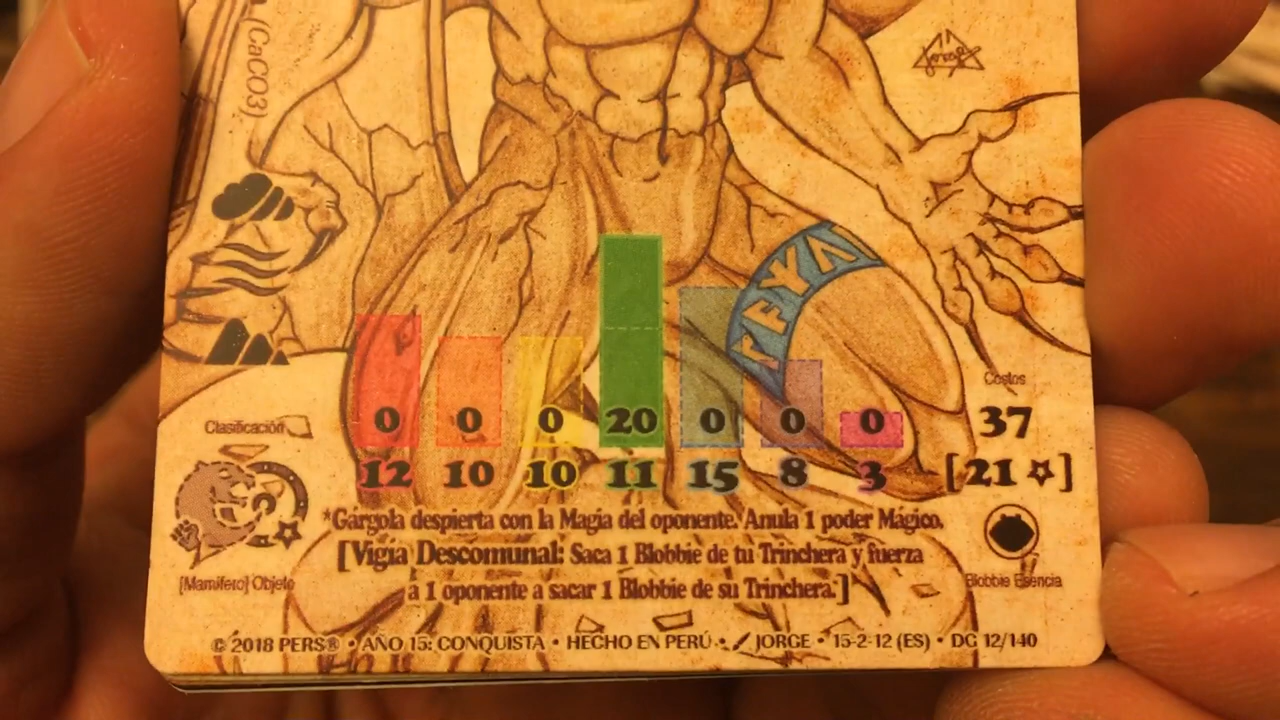 (CaCO3)
Jorge
Costos
0 0 0 20 0 0 0 37
12 10 10 11 15 8 3 [21 ✡]
Clasificación
[Mamífero] Objeto
Blobbie Esencia
*Gárgola despierta con la Magia del oponente. Anula 1 poder Mágico.
[Vigía Descomunal: Saca 1 Blobbie de tu Trinchera y fuerza
a 1 oponente a sacar 1 Blobbie de su Trinchera.]
© 2018 PERS® • AÑO 15: CONQUISTA • HECHO EN PERÚ • JORGE • 15-2-12 (ES) • DG 12/140